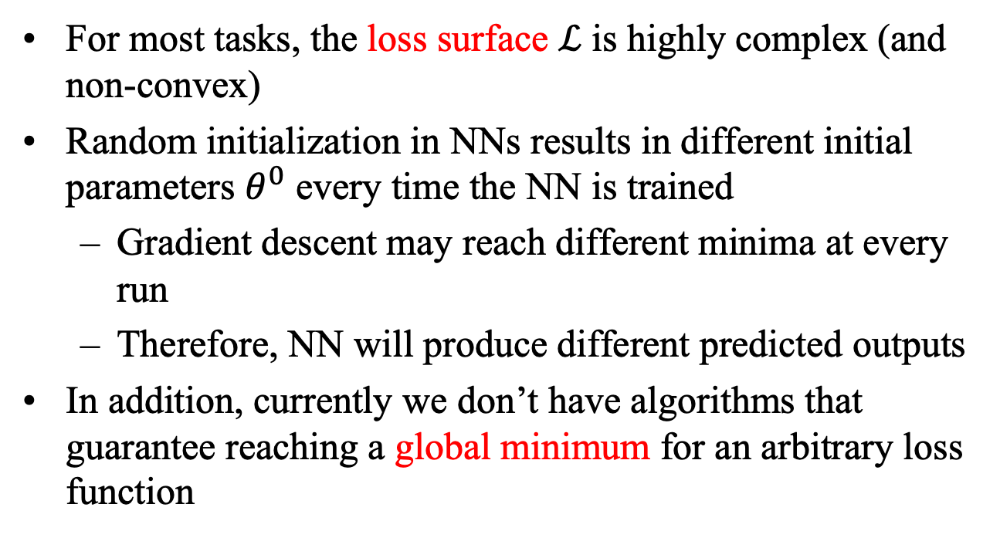 • For most tasks, the loss surface ℒ is highly complex (and
non-convex)
• Random initialization in NNs results in different initial
parameters θ⁰ every time the NN is trained
– Gradient descent may reach different minima at every
run
– Therefore, NN will produce different predicted outputs
• In addition, currently we don’t have algorithms that
guarantee reaching a global minimum for an arbitrary loss
function